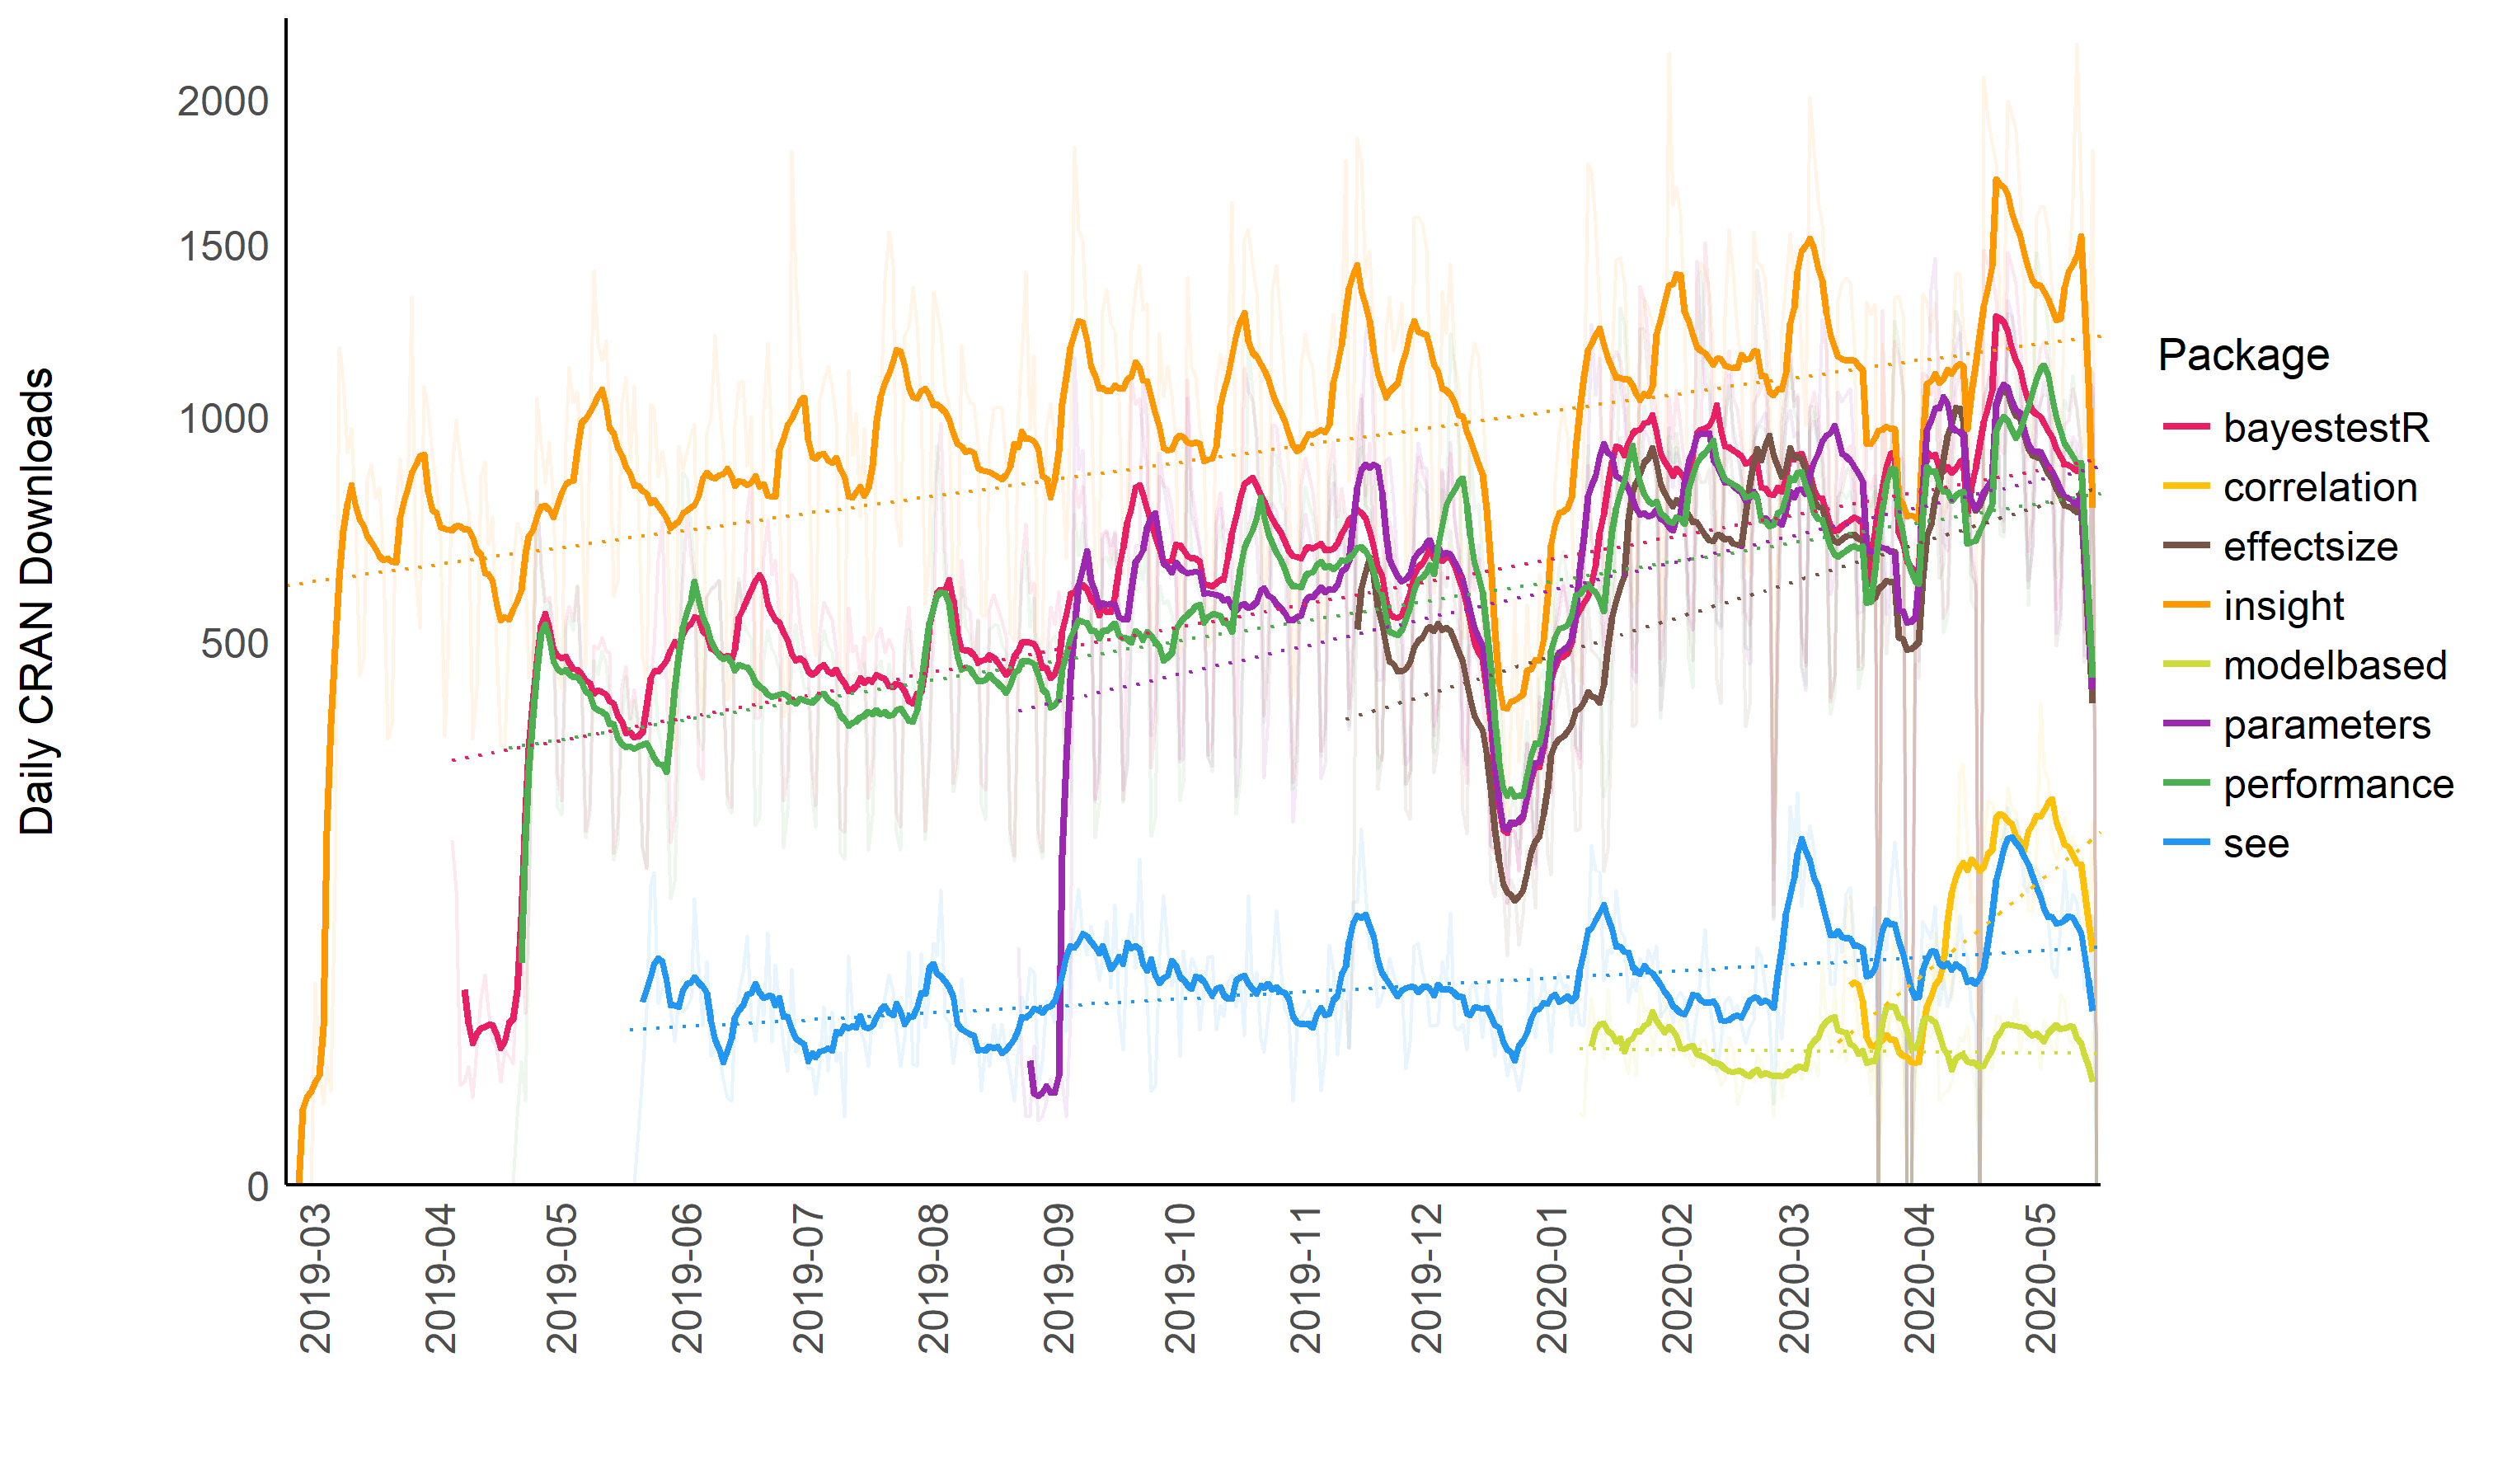 Daily CRAN Downloads
2000
1500
1000
500
0
2019-03
2019-04
2019-05
2019-06
2019-07
2019-08
2019-09
2019-10
2019-11
2019-12
2020-01
2020-02
2020-03
2020-04
2020-05
Package
bayestestR
correlation
effectsize
insight
modelbased
parameters
performance
see